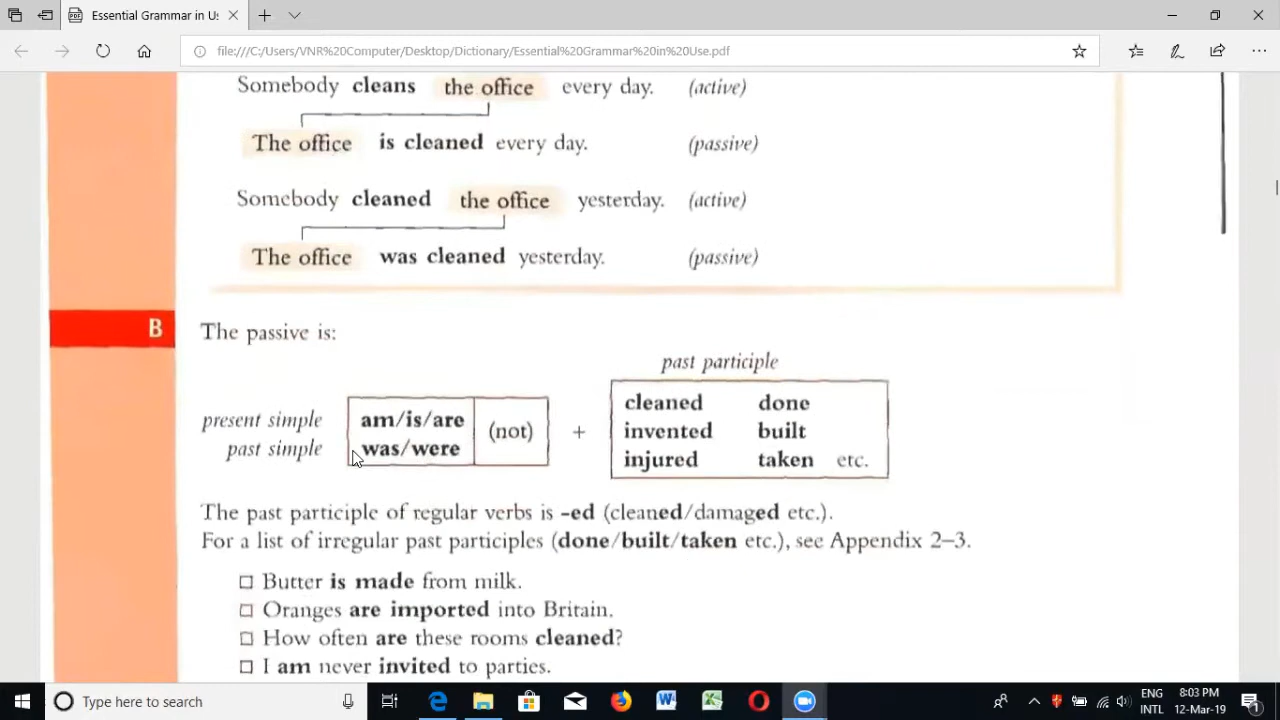 Essential Grammar in Us
file:///C:/Users/VNR%20Computer/Desktop/Dictionary/Essential%20Grammar%20in%20Use.pdf
Somebody cleans the office every day. (active)
The office is cleaned every day. (passive)
Somebody cleaned the office yesterday. (active)
The office was cleaned yesterday. (passive)
B The passive is:
past participle
present simple am/is/are (not) + cleaned done
past simple was/were invented built
injured taken etc.
The past participle of regular verbs is -ed (cleaned/damaged etc.).
For a list of irregular past participles (done/built/taken etc.), see Appendix 2–3.
□ Butter is made from milk.
□ Oranges are imported into Britain.
□ How often are these rooms cleaned?
□ I am never invited to parties.
Type here to search
ENG 8:03 PM
INTL 12-Mar-19
1